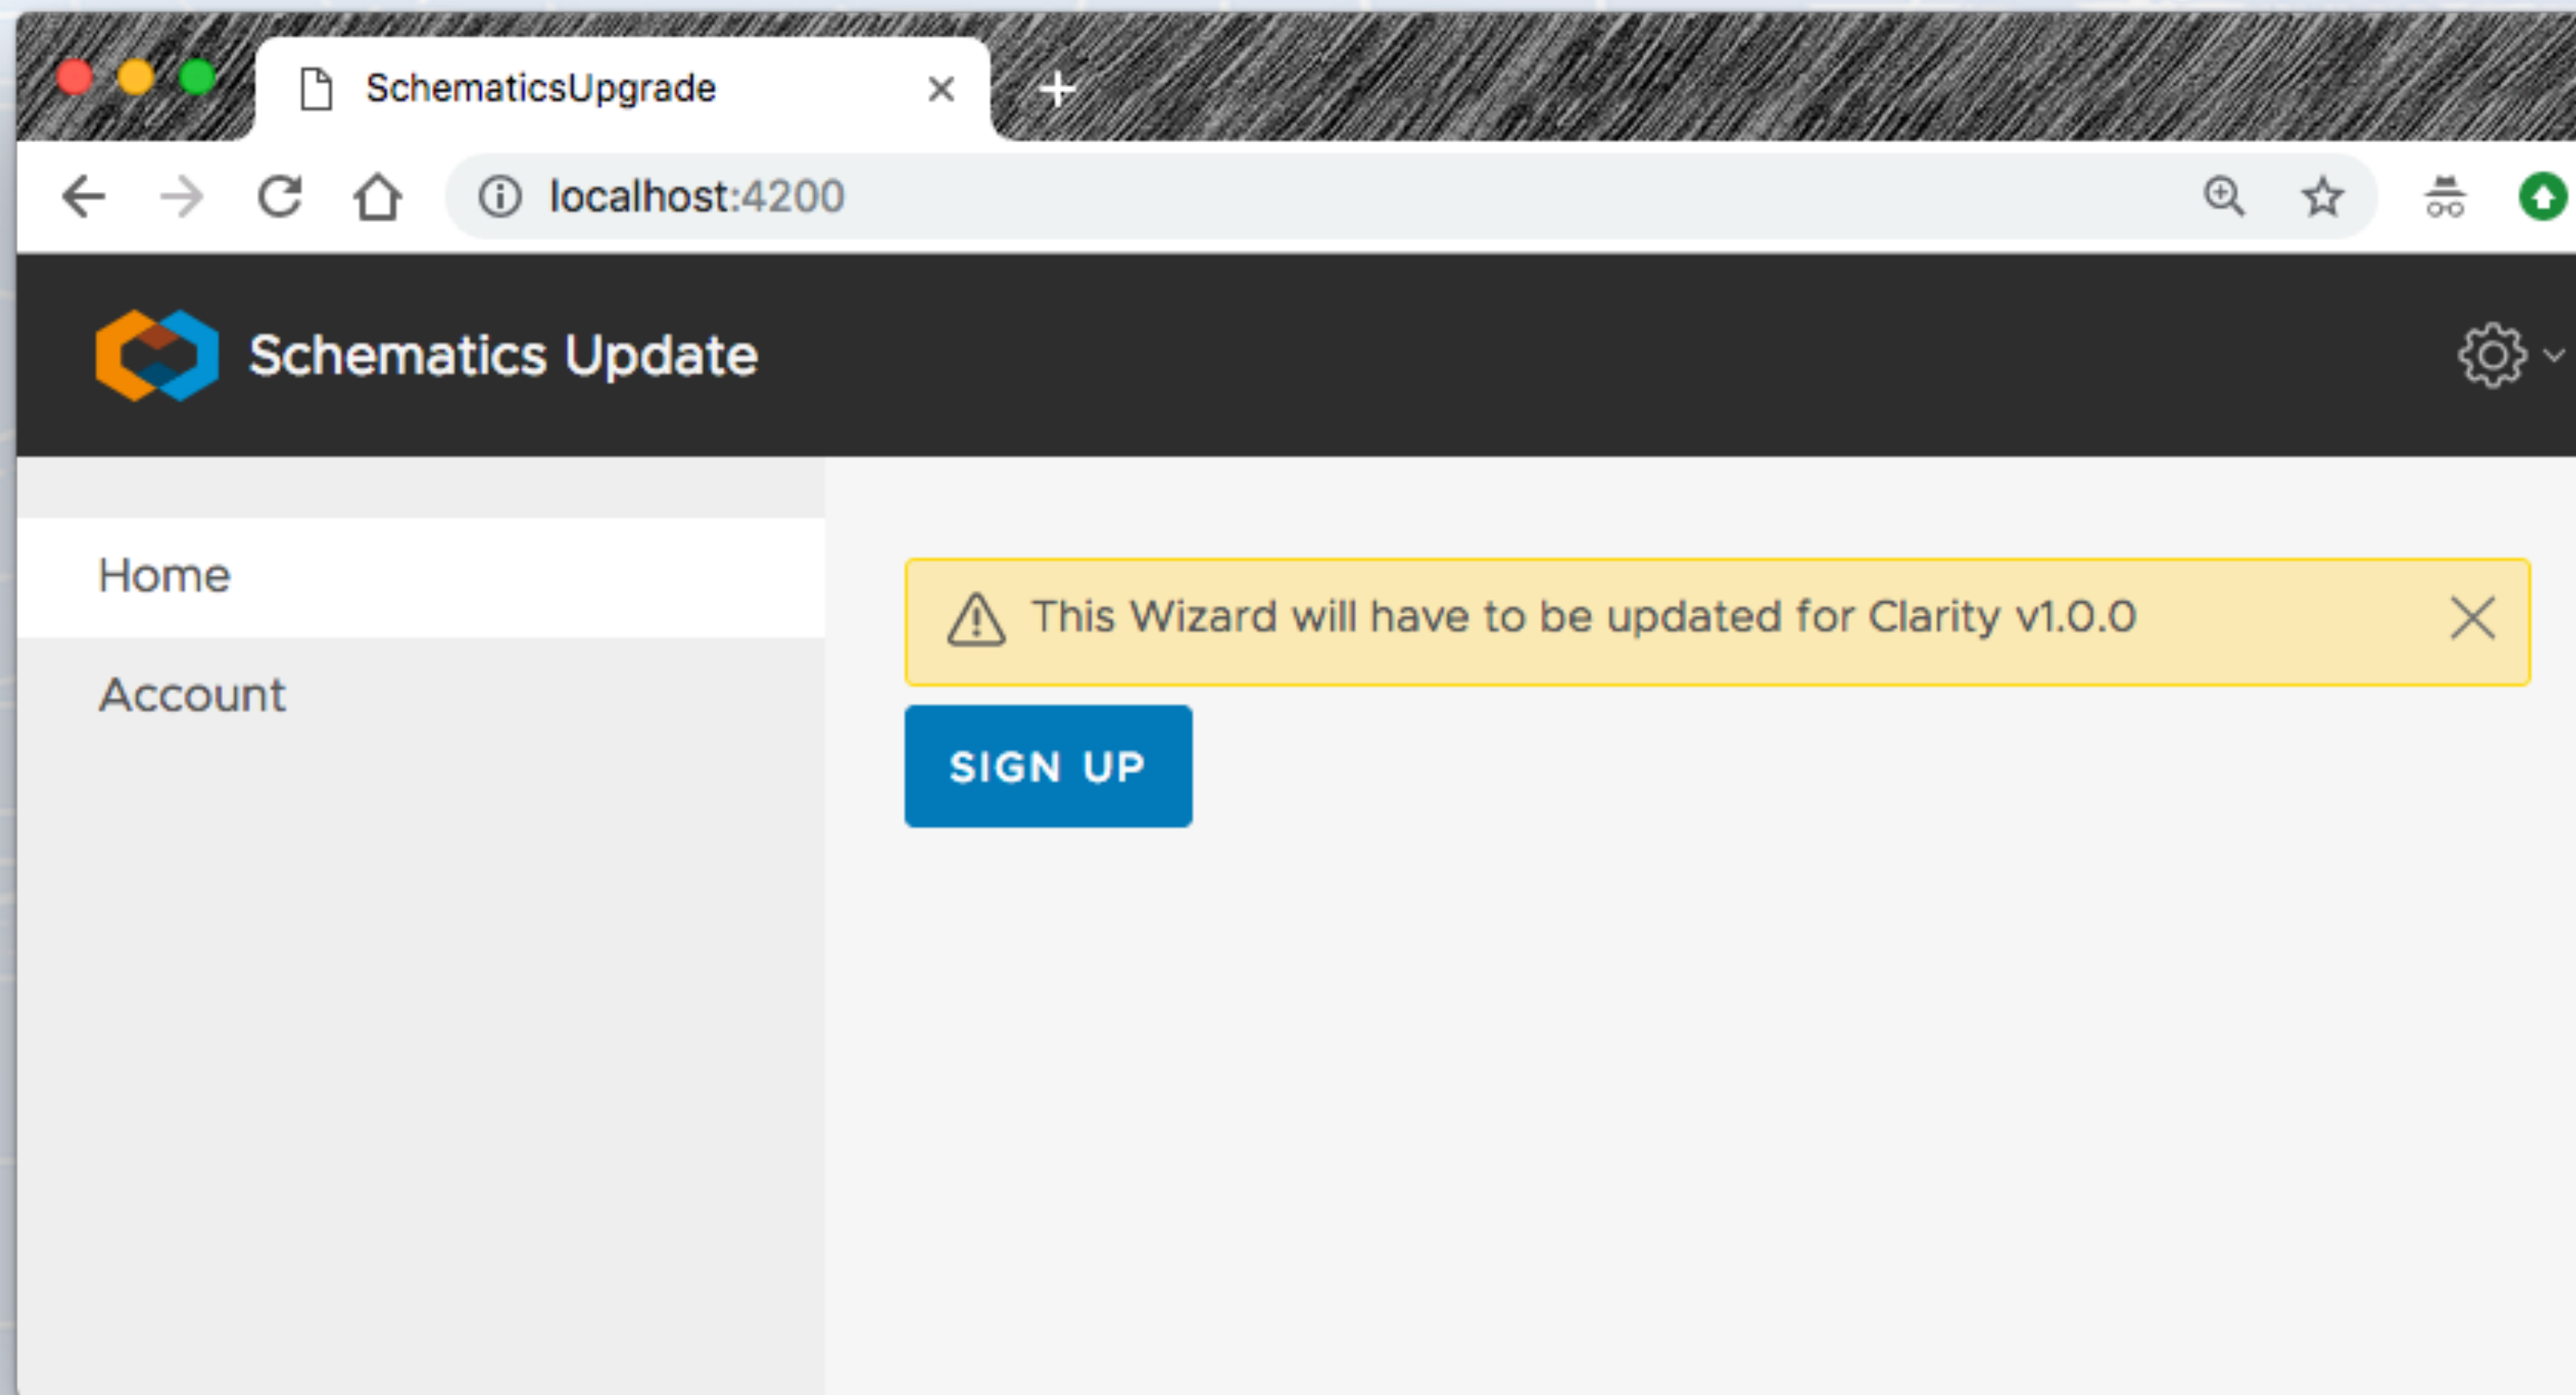 SchematicsUpgrade
localhost:4200
Schematics Update
Home
Account
This Wizard will have to be updated for Clarity v1.0.0
SIGN UP